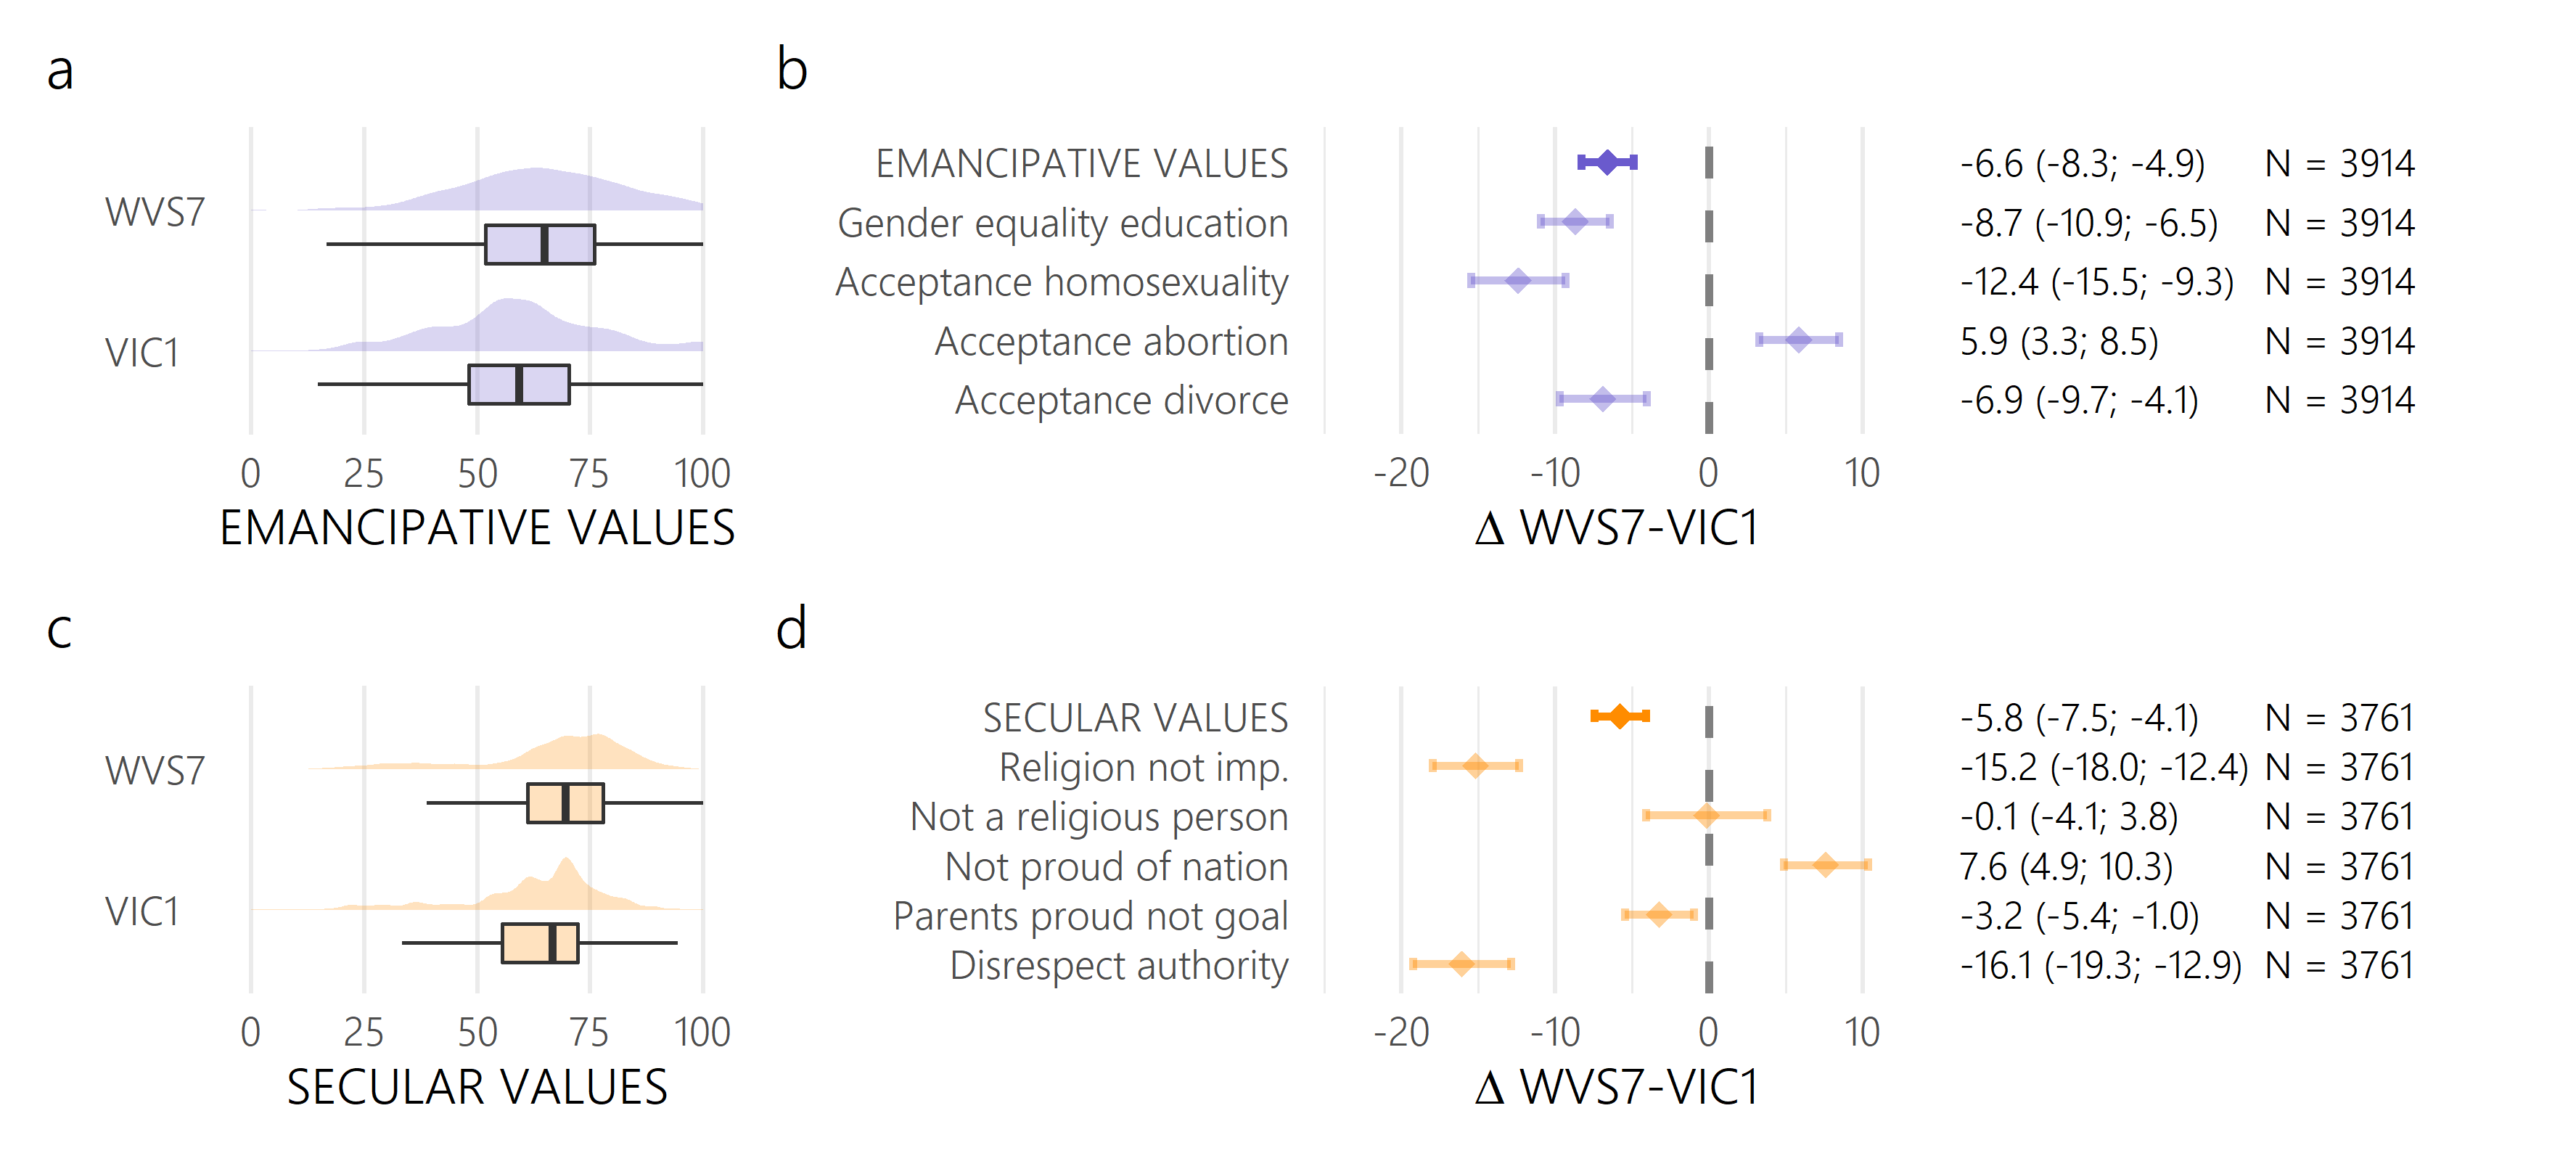 a
WVS7
VIC1
0 25 50 75 100
EMANCIPATIVE VALUES
b
EMANCIPATIVE VALUES -6.6 (-8.3; -4.9) N = 3914
Gender equality education -8.7 (-10.9; -6.5) N = 3914
Acceptance homosexuality -12.4 (-15.5; -9.3) N = 3914
Acceptance abortion 5.9 (3.3; 8.5) N = 3914
Acceptance divorce -6.9 (-9.7; -4.1) N = 3914
-20 -10 0 10
Δ WVS7-VIC1
c
WVS7
VIC1
0 25 50 75 100
SECULAR VALUES
d
SECULAR VALUES -5.8 (-7.5; -4.1) N = 3761
Religion not imp. -15.2 (-18.0; -12.4) N = 3761
Not a religious person -0.1 (-4.1; 3.8) N = 3761
Not proud of nation 7.6 (4.9; 10.3) N = 3761
Parents proud not goal -3.2 (-5.4; -1.0) N = 3761
Disrespect authority -16.1 (-19.3; -12.9) N = 3761
-20 -10 0 10
Δ WVS7-VIC1